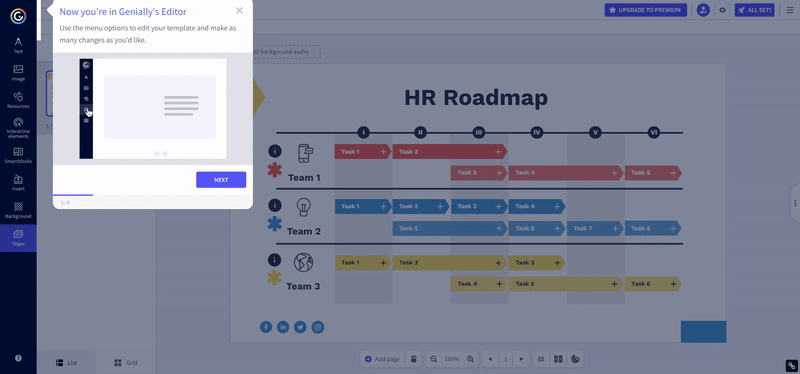 Now you're in Genially's Editor
Use the menu options to edit your template and make as
many changes as you'd like.
NEXT
1/5
UPGRADE TO PREMIUM
ALL SET!
Text
Image
Resources
Interactive
elements
Smartblocks
Insert
Background
Pages
dd background audio
HR Roadmap
I II III IV V VI
Task 1 Task 2
Task 3 Task 4 Task 5
Team 1
Task 1 Task 2 Task 3 Task 4
Task 5 Task 6 Task 7 Task 8
Team 2
Task 1 Task 2 Task 3
Task 4 Task 5 Task 6
Team 3
List Grid
Add page 100% 1